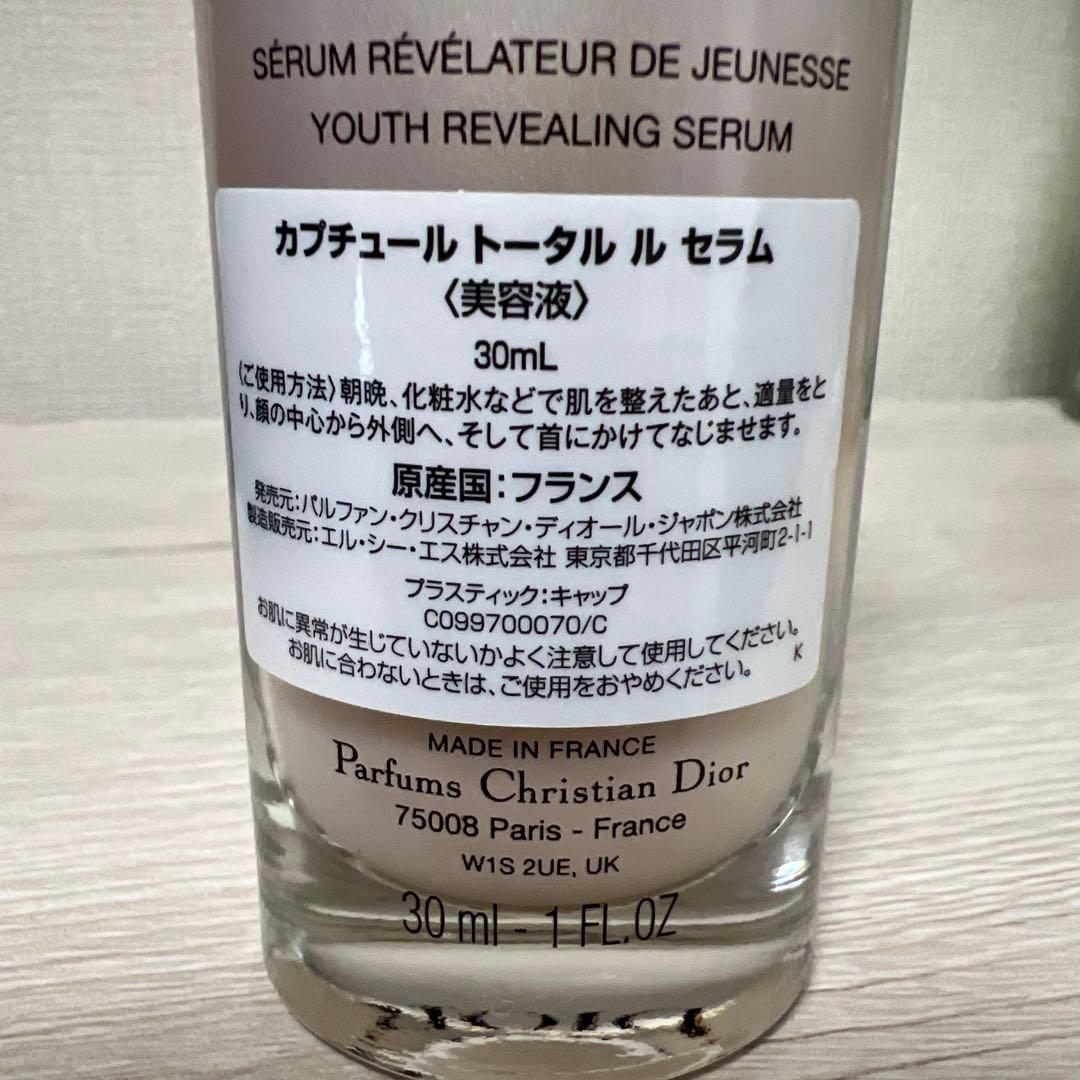 SÉRUM RÉVÉLATEUR DE JEUNESSE
YOUTH REVEALING SERUM
カプチュール トータル ル セラム
〈美容液〉
30mL
〈ご使用方法〉朝晩、化粧水などで肌を整えたあと、適量をと
り、顔の中心から外側へ、そして首にかけてなじませます。
原産国:フランス
発売元:パルファン・クリスチャン・ディオール・ジャポン株式会社
製造販売元:エル・シー・エス株式会社 東京都千代田区平河町2-1-1
プラスティック:キャップ
C099700070/C
お肌に異常が生じていないかよく注意して使用してください。
お肌に合わないときは、ご使用をおやめください。 K
MADE IN FRANCE
Parfums Christian Dior
75008 Paris - France
W1S 2UE, UK
30 ml - 1 FL.OZ